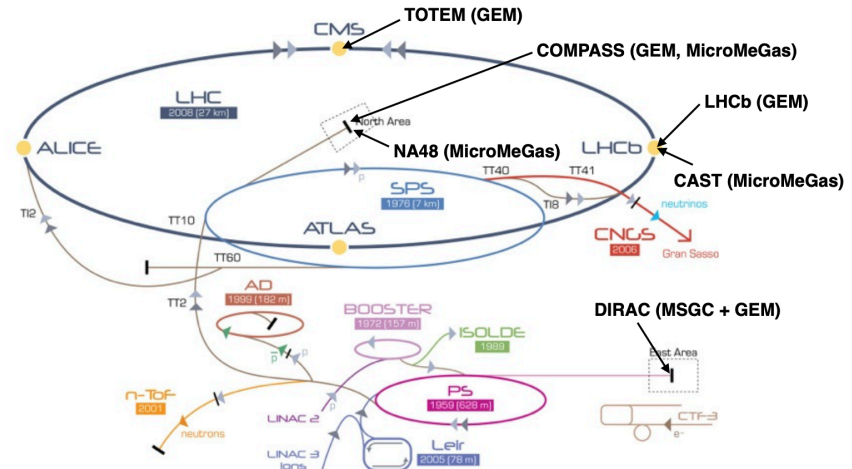 TOTEM (GEM)
CMS
COMPASS (GEM, MicroMeGas)
LHC
2008 (27 km)
LHCb (GEM)
North Area
ALICE
LHCb
NA48 (MicroMeGas)
TT40
TT41
CAST (MicroMeGas)
p
SPS
1976 (7 km)
TI8
neutrinos
TI2
TT10
ATLAS
CNGS
2006
Gran Sasso
TT60
AD
1999 (182 m)
TT2
BOOSTER
1972 (157 m)
ISOLDE
1989
DIRAC (MSGC + GEM)
East Area
p
p
n-ToF
2001
PS
1959 (628 m)
LINAC 2
p
neutrons
CTF-3
e-
LINAC 3
Ions
Leir
2005 (78 m)